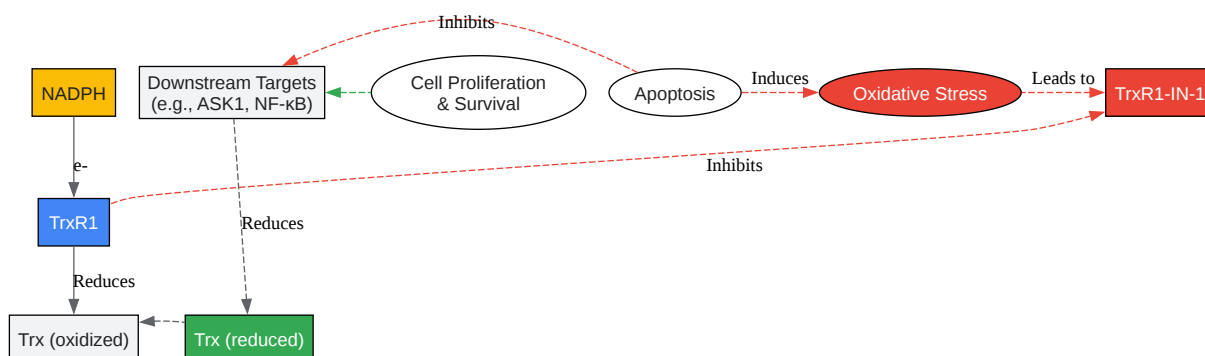 Inhibits
NADPH
Downstream Targets
(e.g., ASK1, NF-κB)
Cell Proliferation
& Survival
Apoptosis
Induces
Oxidative Stress
Leads to
TrxR1-IN-1
e-
Inhibits
TrxR1
Reduces
Reduces
Trx (oxidized)
Trx (reduced)